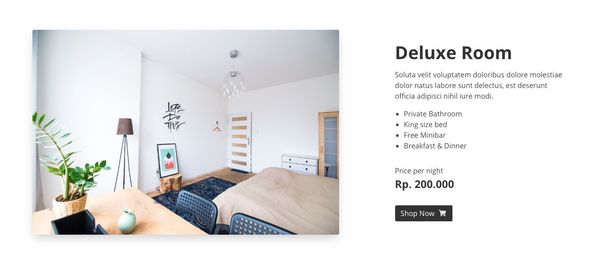 Let's
Do
This
Deluxe Room
Soluta velit voluptatem doloribus dolore molestiae
dolor natus labore sunt delectus, est deserunt
officia adipisci nihil iure modi.
Private Bathroom
King size bed
Free Minibar
Breakfast & Dinner
Price per night
Rp. 200.000
Shop Now